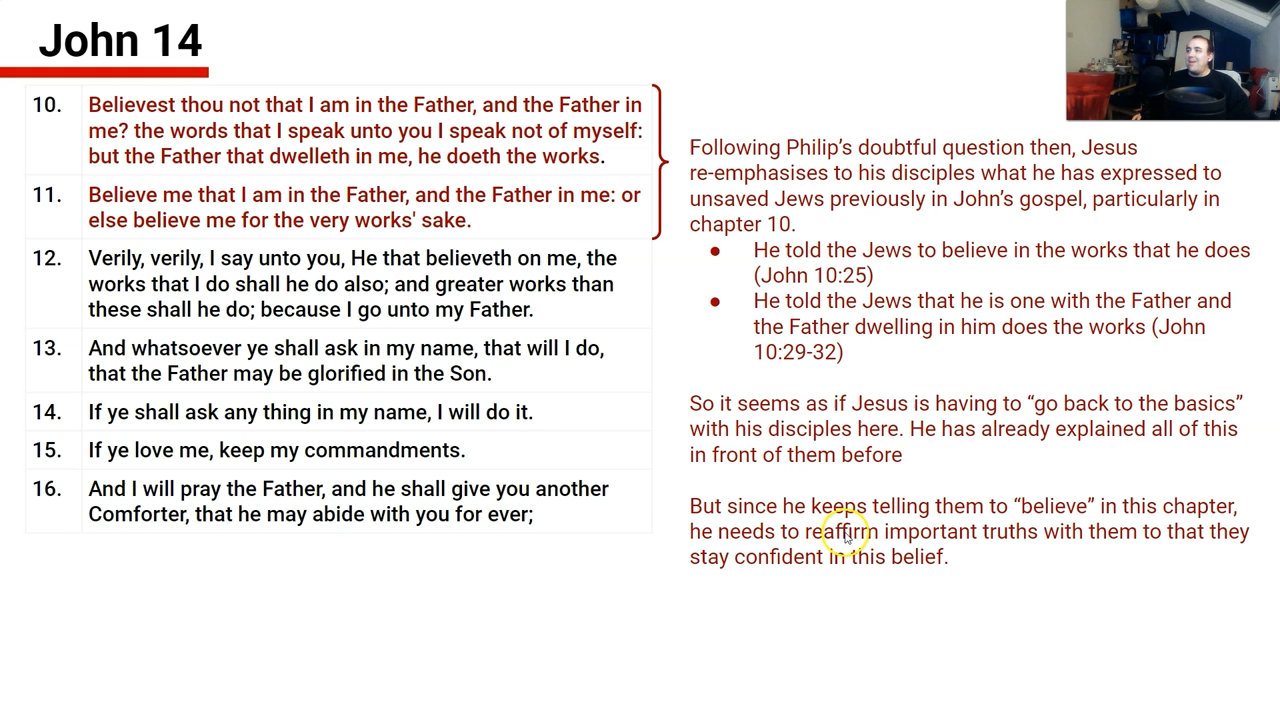 John 14
10. Believest thou not that I am in the Father, and the Father in
me? the words that I speak unto you I speak not of myself:
but the Father that dwelleth in me, he doeth the works.
11. Believe me that I am in the Father, and the Father in me: or
else believe me for the very works' sake.
12. Verily, verily, I say unto you, He that believeth on me, the
works that I do shall he do also; and greater works than
these shall he do; because I go unto my Father.
13. And whatsoever ye shall ask in my name, that will I do,
that the Father may be glorified in the Son.
14. If ye shall ask any thing in my name, I will do it.
15. If ye love me, keep my commandments.
16. And I will pray the Father, and he shall give you another
Comforter, that he may abide with you for ever;
Following Philip’s doubtful question then, Jesus
re-emphasises to his disciples what he has expressed to
unsaved Jews previously in John’s gospel, particularly in
chapter 10.
● He told the Jews to believe in the works that he does
(John 10:25)
● He told the Jews that he is one with the Father and
the Father dwelling in him does the works (John
10:29-32)
So it seems as if Jesus is having to “go back to the basics”
with his disciples here. He has already explained all of this
in front of them before
But since he keeps telling them to “believe” in this chapter,
he needs to reaffirm important truths with them to that they
stay confident in this belief.